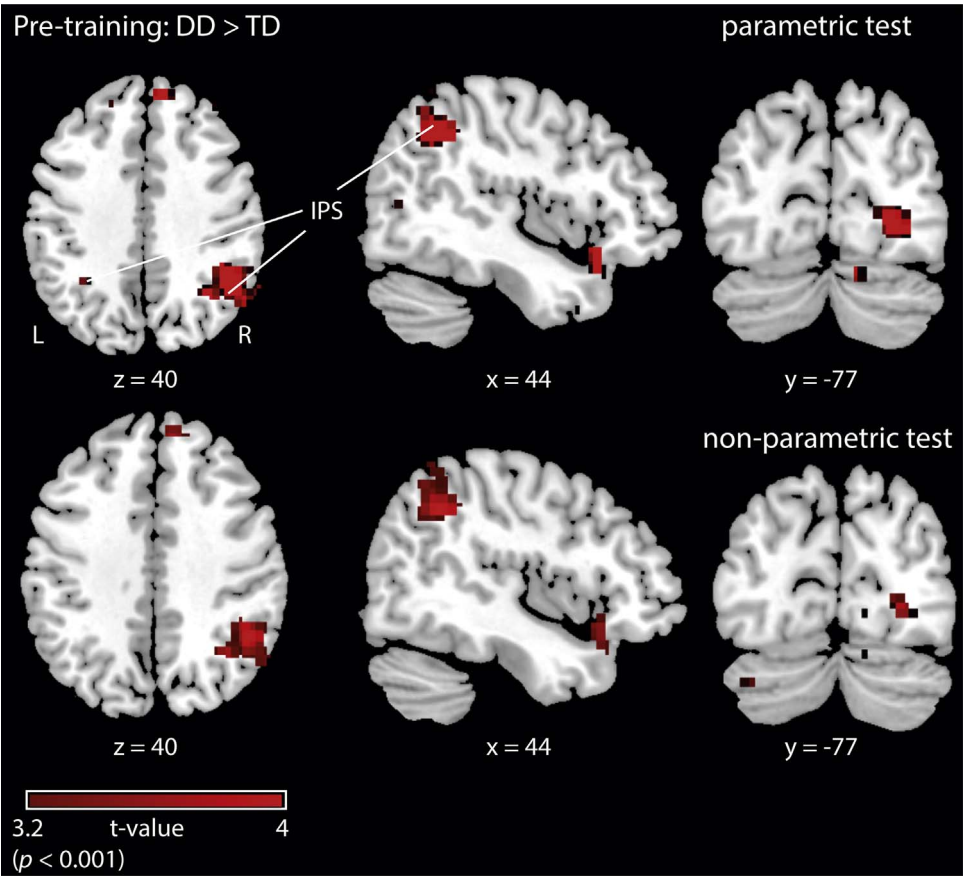 Pre-training: DD > TD
parametric test
IPS
L
R
z = 40
x = 44
y = -77
non-parametric test
z = 40
x = 44
y = -77
3.2 t-value 4
(p < 0.001)